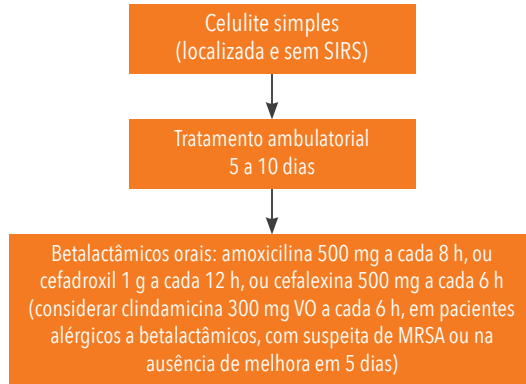 Celulite simples
(localizada e sem SIRS)
Tratamento ambulatorial
5 a 10 dias
Betalactâmicos orais: amoxicilina 500 mg a cada 8 h, ou
cefadroxil 1 g a cada 12 h, ou cefalexina 500 mg a cada 6 h
(considerar clindamicina 300 mg VO a cada 6 h, em pacientes
alérgicos a betalactâmicos, com suspeita de MRSA ou na
ausência de melhora em 5 dias)